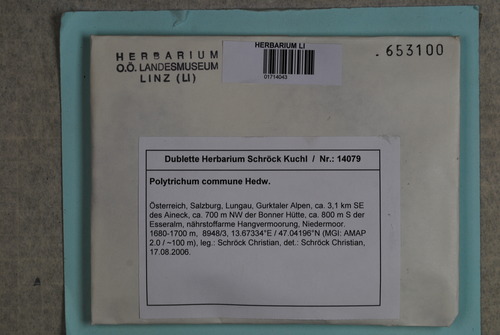 HERBARIUM
O.Ö. LANDESMUSEUM
LINZ (LI)
HERBARIUM LI
01714043
. 653100
Dublette Herbarium Schröck Kuchl / Nr.: 14079
Polytrichum commune Hedw.
Österreich, Salzburg, Lungau, Gurktaler Alpen, ca. 3,1 km SE
des Aineck, ca. 700 m NW der Bonner Hütte, ca. 800 m S der
Esseralm, nährstoffarme Hangvermoorung, Niedermoor.
1680-1700 m, 8948/3, 13.67334°E / 47.04196°N (MGI: AMAP
2.0 / ~100 m), leg.: Schröck Christian, det.: Schröck Christian,
17.08.2006.